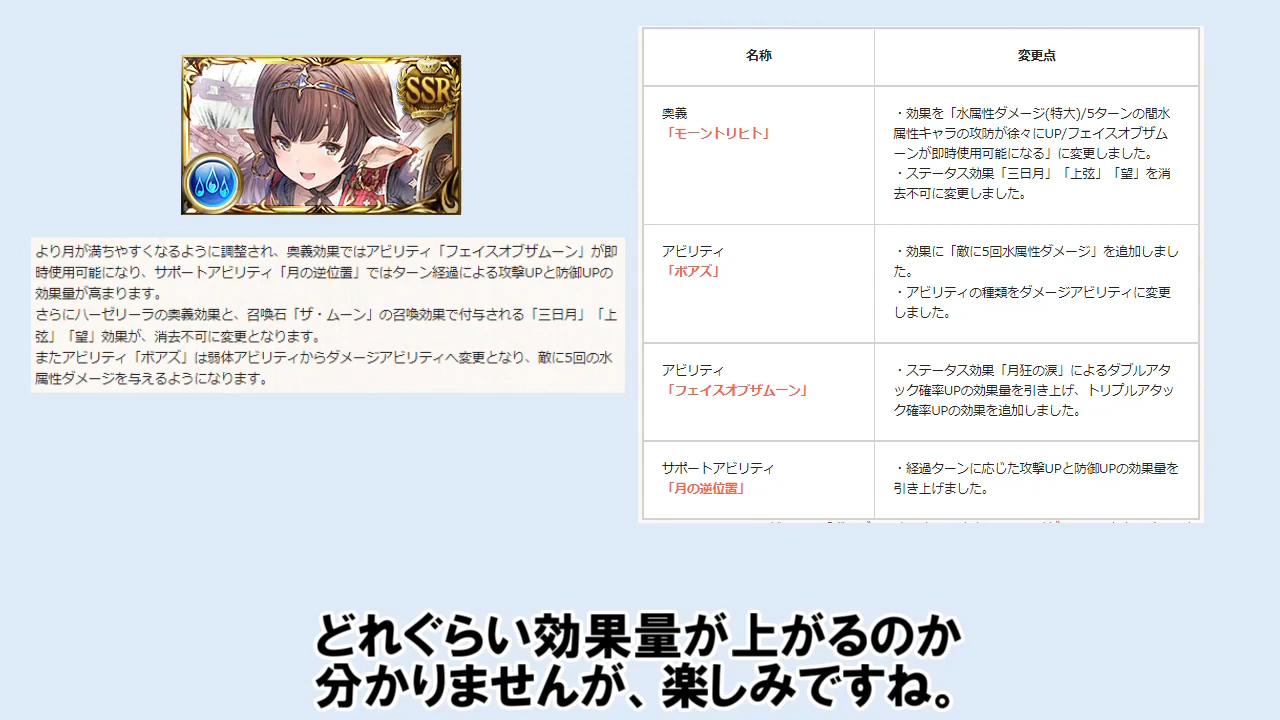 SSR
より月が満ちやすくなるように調整され、奥義効果ではアビリティ「フェイスオブザムーン」が即
時使用可能になり、サポートアビリティ「月の逆位置」ではターン経過による攻撃UPと防御UPの
効果量が高まります。
さらにハーゼリーラの奥義効果と、召喚石「ザ・ムーン」の召喚効果で付与される「三日月」「上
弦」「望」効果が、消去不可に変更となります。
またアビリティ「ボアズ」は弱体アビリティからダメージアビリティへ変更となり、敵に5回の水
属性ダメージを与えるようになります。
名称
変更点
奥義
「モーントリヒト」
・効果を「水属性ダメージ(特大)/5ターンの間水
属性キャラの攻防が徐々にUP/フェイスオブザム
ーンが即時使用可能になる」に変更しました。
・ステータス効果「三日月」「上弦」「望」を消
去不可に変更しました。
アビリティ
「ボアズ」
・効果に「敵に5回水属性ダメージ」を追加しまし
た。
・アビリティの種類をダメージアビリティに変更
しました。
アビリティ
「フェイスオブザムーン」
・ステータス効果「月狂の涙」によるダブルアタ
ック確率UPの効果量を引き上げ、トリプルアタッ
ク確率UPの効果を追加しました。
サポートアビリティ
「月の逆位置」
・経過ターンに応じた攻撃UPと防御UPの効果量を
引き上げました。
どれぐらい効果量が上がるのか
分かりませんが、楽しみですね。